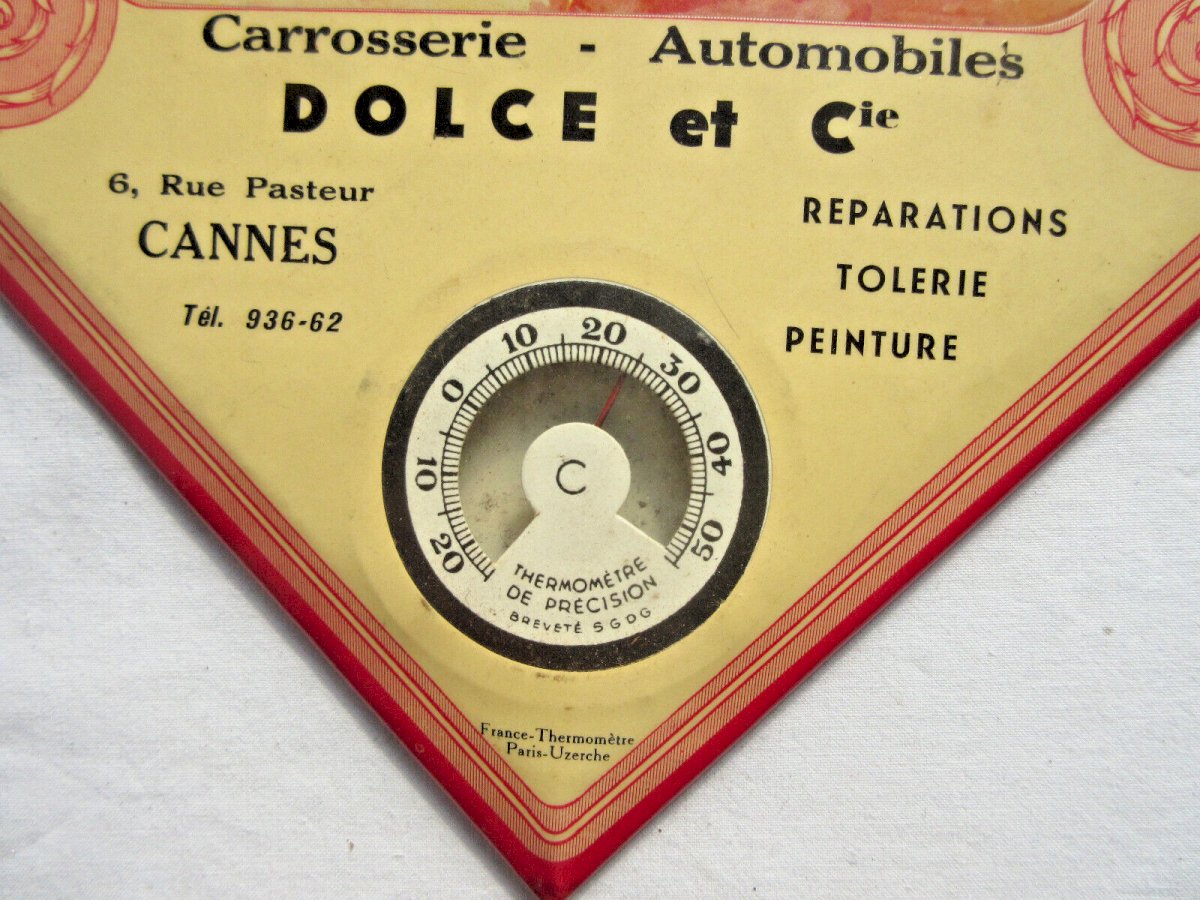 Carrosserie - Automobiles
DOLCE et Cie
6, Rue Pasteur
CANNES
Tél. 936-62
REPARATIONS
TOLERIE
PEINTURE
20 10 0 10 20 30 40 50
C
THERMOMÈTRE
DE PRÉCISION
BREVETÉ S G D G
France-Thermomètre
Paris-Uzerche